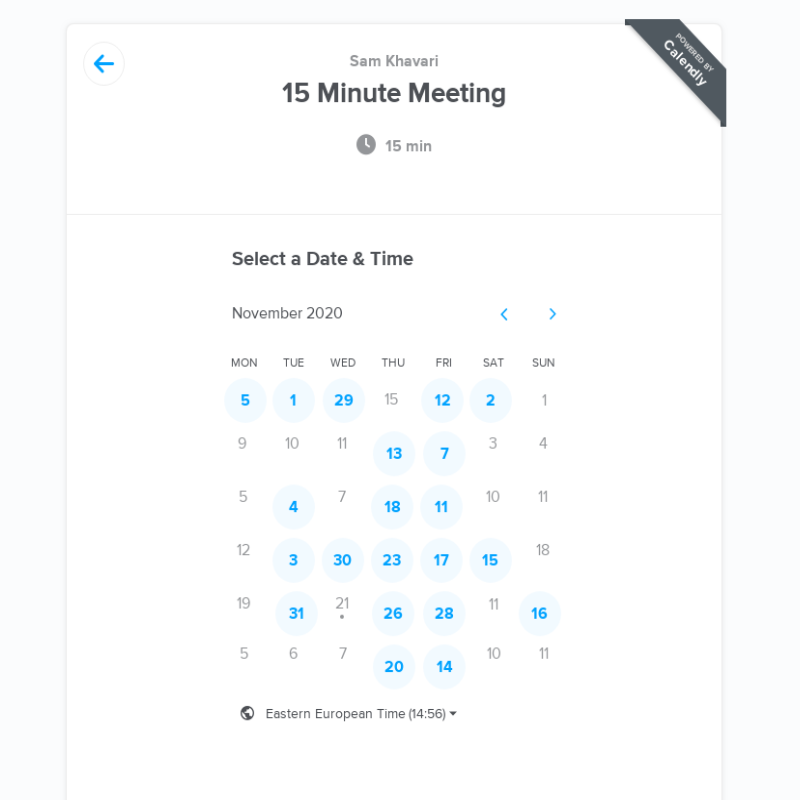 Sam Khavari
POWERED BY
Calendly
15 Minute Meeting
15 min
Select a Date & Time
November 2020
MON TUE WED THU FRI SAT SUN
5 1 29 15 12 2 1
9 10 11 13 7 3 4
5 4 7 18 11 10 11
12 3 30 23 17 15 18
19 31 21 26 28 11 16
5 6 7 20 14 10 11
Eastern European Time (14:56)